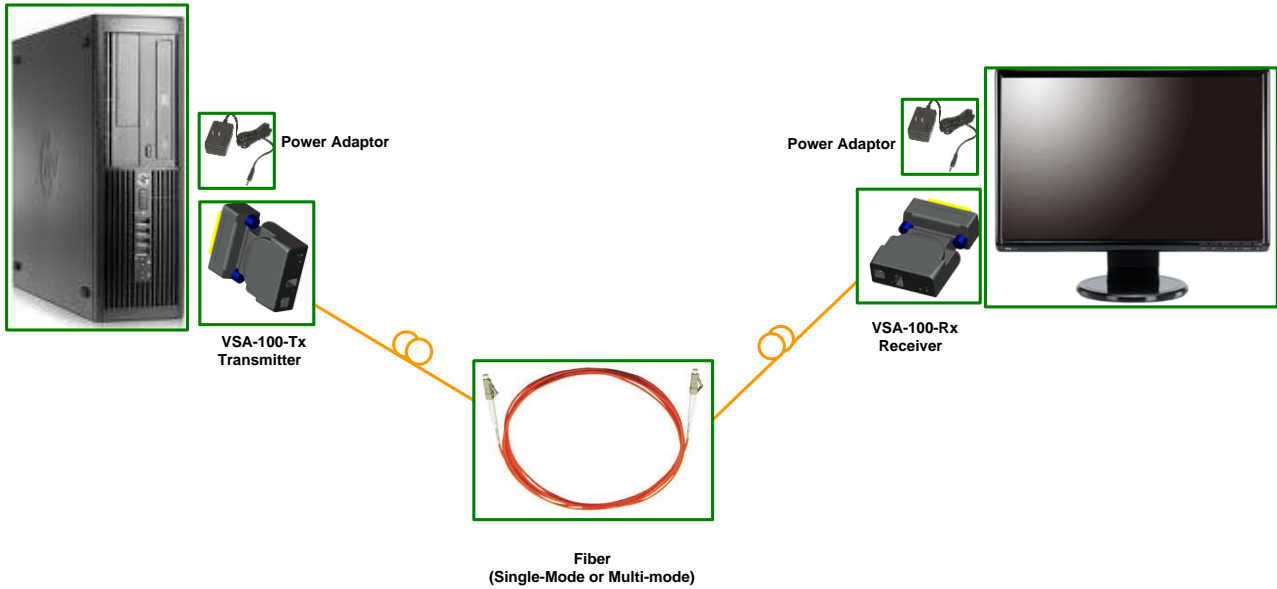 Power Adaptor
Power Adaptor
VSA-100-Tx
Transmitter
VSA-100-Rx
Receiver
Fiber
(Single-Mode or Multi-mode)